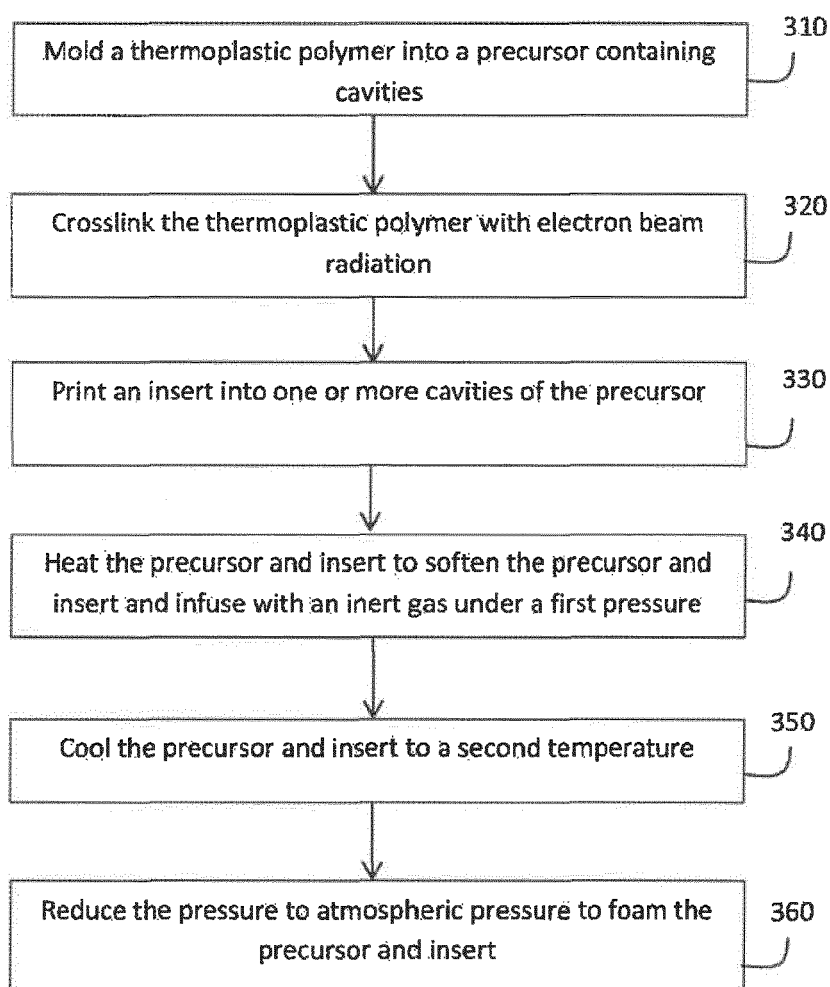 310
Mold a thermoplastic polymer into a precursor containing
cavities
320
Crosslink the thermoplastic polymer with electron beam
radiation
330
Print an insert into one or more cavities of the precursor
340
Heat the precursor and insert to soften the precursor and
insert and infuse with an inert gas under a first pressure
350
Cool the precursor and insert to a second temperature
Reduce the pressure to atmospheric pressure to foam the
360
precursor and insert